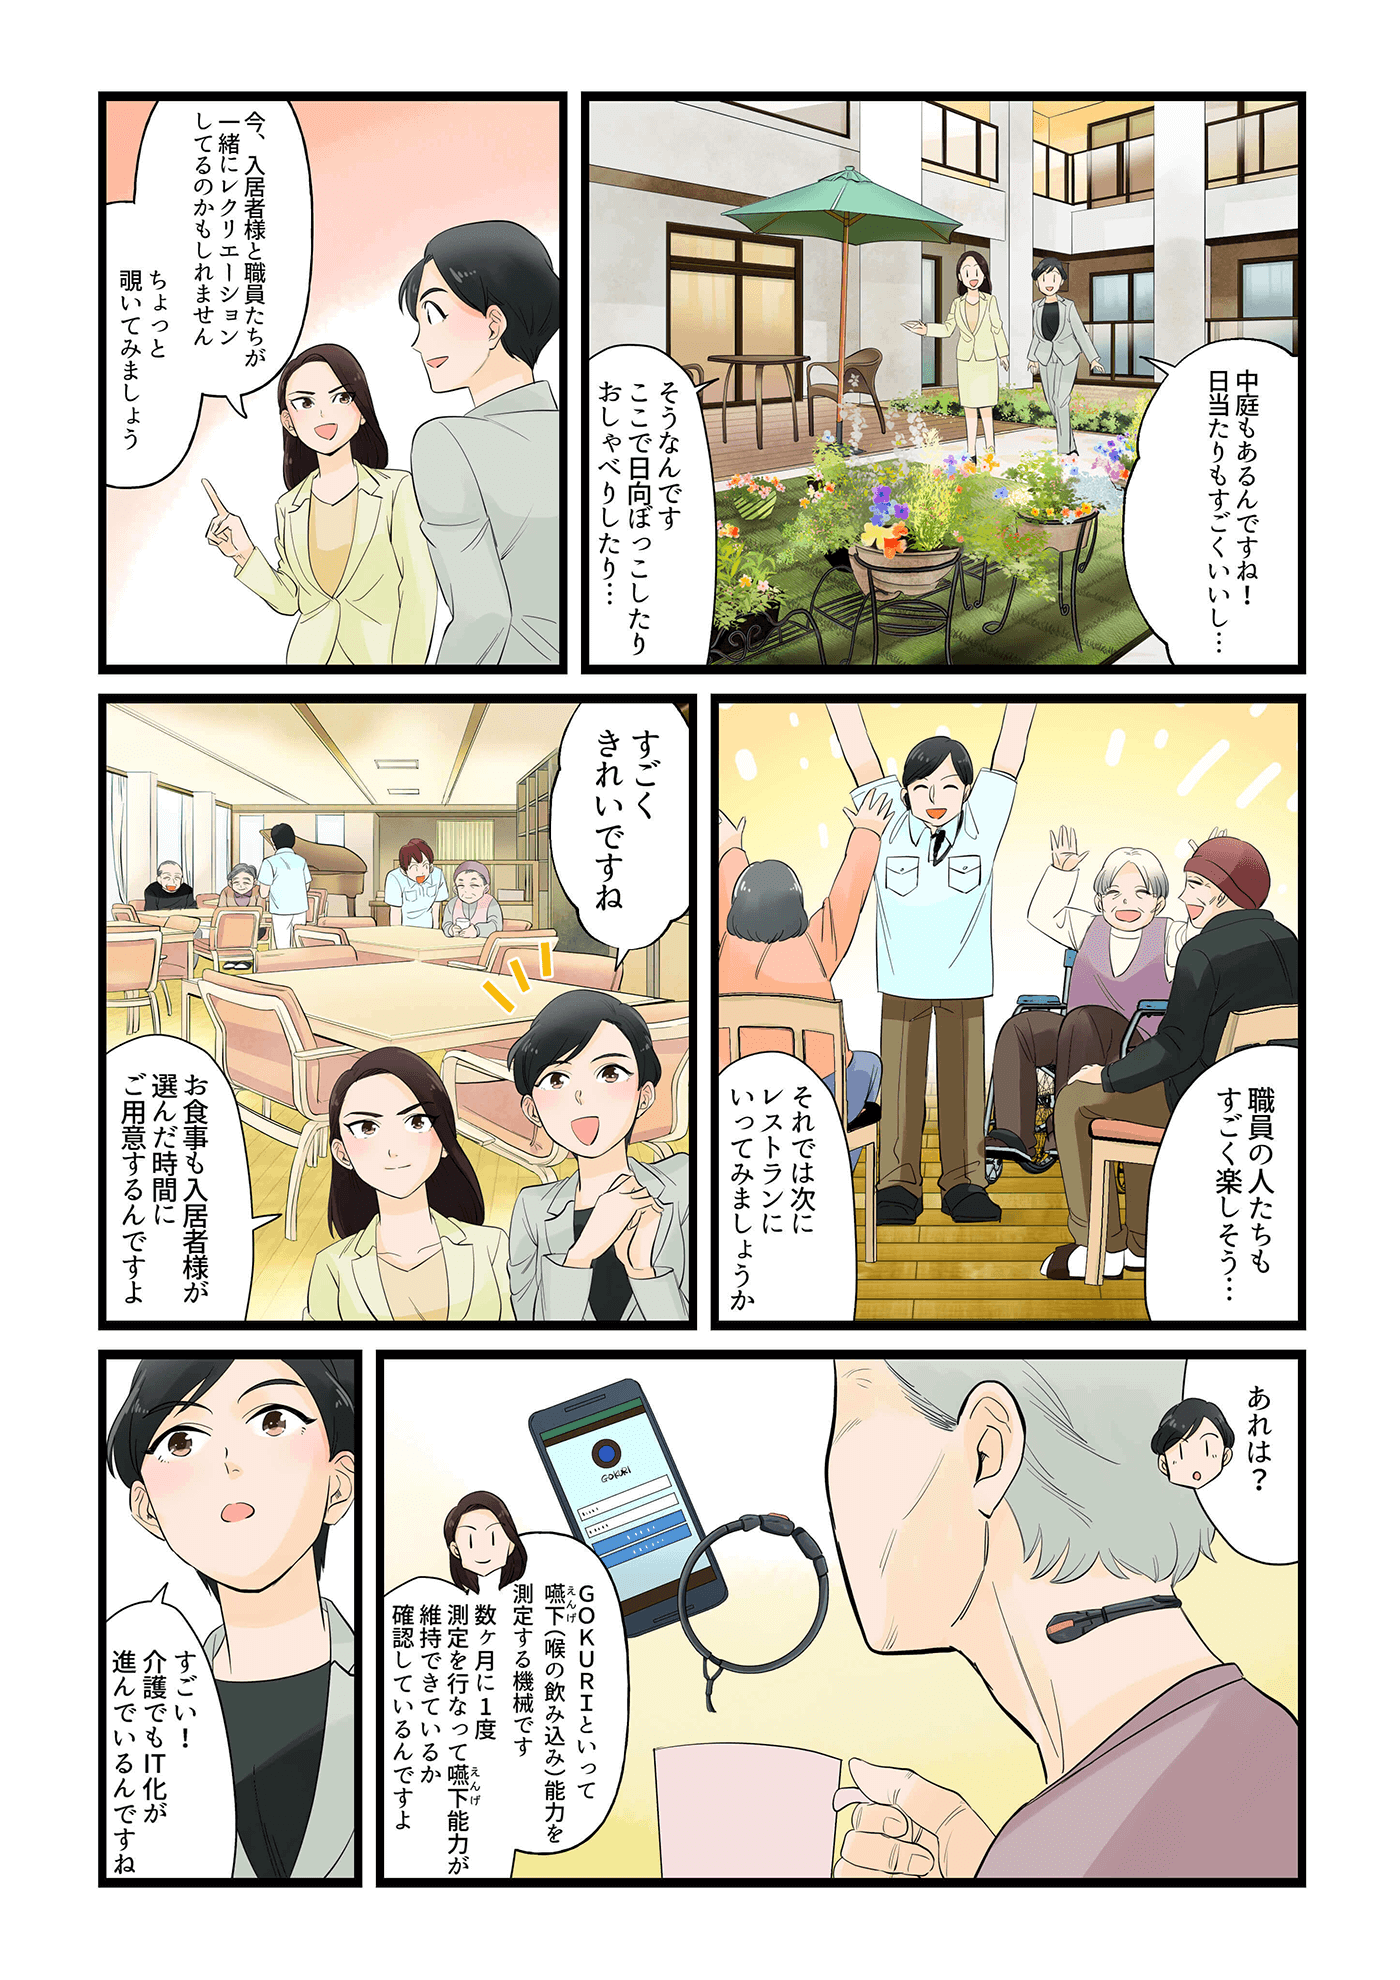 中庭もあるんですね！
日当たりもすごくいいし…
そうなんです
ここで日向ぼっこしたり
おしゃべりしたり…
今、入居者様と職員たちが
一緒にレクリエーション
してるのかもしれません
ちょっと
覗いてみましょう
職員の人たちも
すごく楽しそう…
それでは次に
レストランに
いってみましょうか
すごく
きれいですね
お食事も入居者様が
選んだ時間に
ご用意するんですよ
あれは？
GOKURI
GOKURIといって
嚥下(喉の飲み込み)能力を
えんげ
測定する機械です
数ヶ月に1度
測定を行なって嚥下能力が
えんげ
維持できているか
確認しているんですよ
すごい！
介護でもIT化が
進んでいるんですね